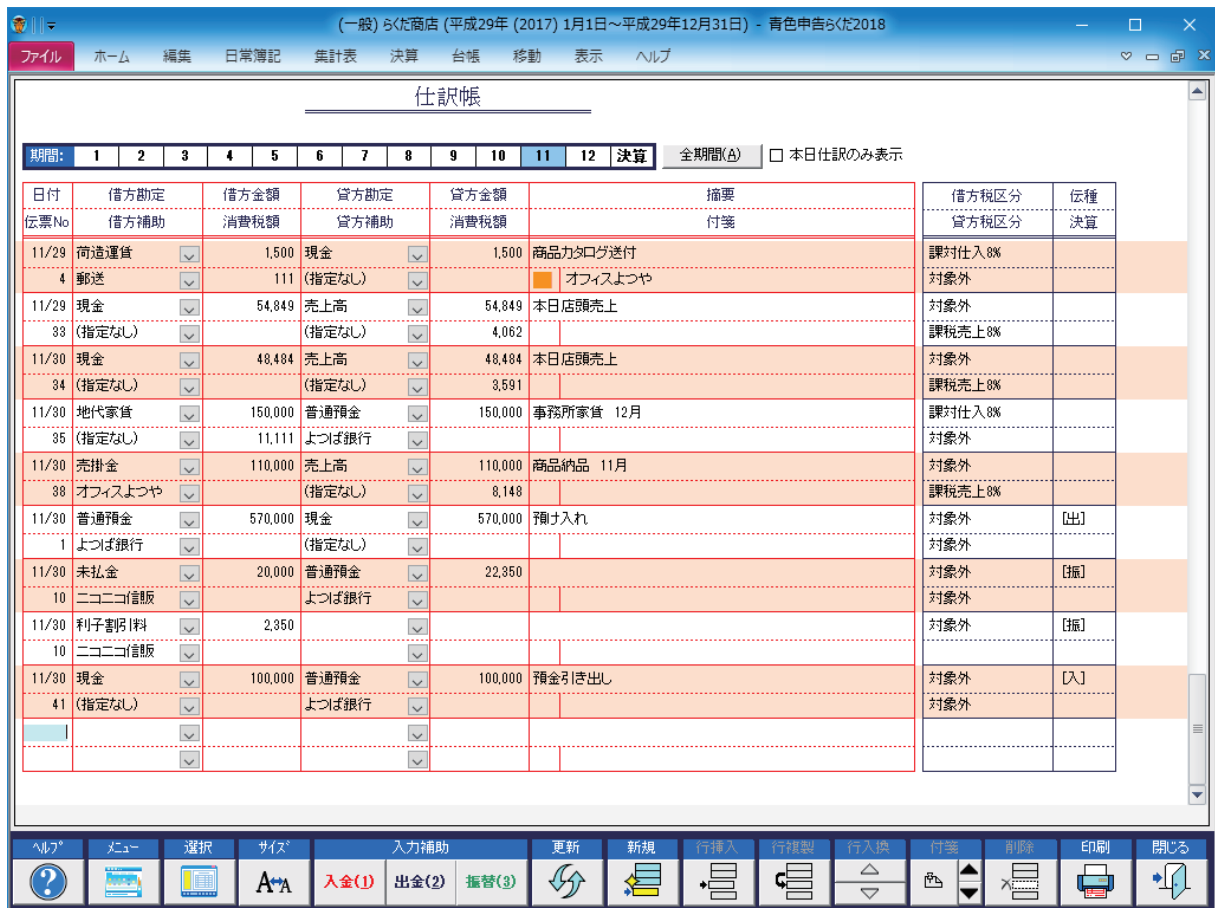 (一般) らくだ商店 (平成29年 (2017) 1月1日～平成29年12月31日) - 青色申告らくだ2018
ファイル ホーム 編集 日常簿記 集計表 決算 台帳 移動 表示 ヘルプ
仕訳帳
期間: 1 2 3 4 5 6 7 8 9 10 11 12 決算 全期間(A) 本日仕訳のみ表示
日付 借方勘定 借方金額 貸方勘定 貸方金額 摘要 借方税区分 伝種
伝票No 借方補助 消費税額 貸方補助 消費税額 付箋 貸方税区分 決算
11/29 荷造運賃 1,500 現金 1,500 商品カタログ送付 課対仕入8%
4 郵送 111 (指定なし) オフィスよつや 対象外
11/29 現金 54,849 売上高 54,849 本日店頭売上 対象外
33 (指定なし) (指定なし) 4,062 課税売上8%
11/30 現金 48,484 売上高 48,484 本日店頭売上 対象外
34 (指定なし) (指定なし) 3,591 課税売上8%
11/30 地代家賃 150,000 普通預金 150,000 事務所家賃 12月 課対仕入8%
35 (指定なし) 11,111 よつば銀行 対象外
11/30 売掛金 110,000 売上高 110,000 商品納品 11月 対象外
38 オフィスよつや (指定なし) 8,148 課税売上8%
11/30 普通預金 570,000 現金 570,000 預け入れ 対象外 [出]
1 よつば銀行 (指定なし) 対象外
11/30 未払金 20,000 普通預金 22,350 対象外 [振]
10 ニコニコ信販 よつば銀行 対象外
11/30 利子割引料 2,350 対象外 [振]
10 ニコニコ信販
11/30 現金 100,000 普通預金 100,000 預金引き出し 対象外 [入]
41 (指定なし) よつば銀行 対象外
ﾍﾙﾌﾟ ﾒﾆｭｰ 選択 ｻｲｽﾞ 入力補助 更新 新規 行挿入 行複製 行入換 付箋 削除 印刷 閉じる
A A 入金(1) 出金(2) 振替(3)